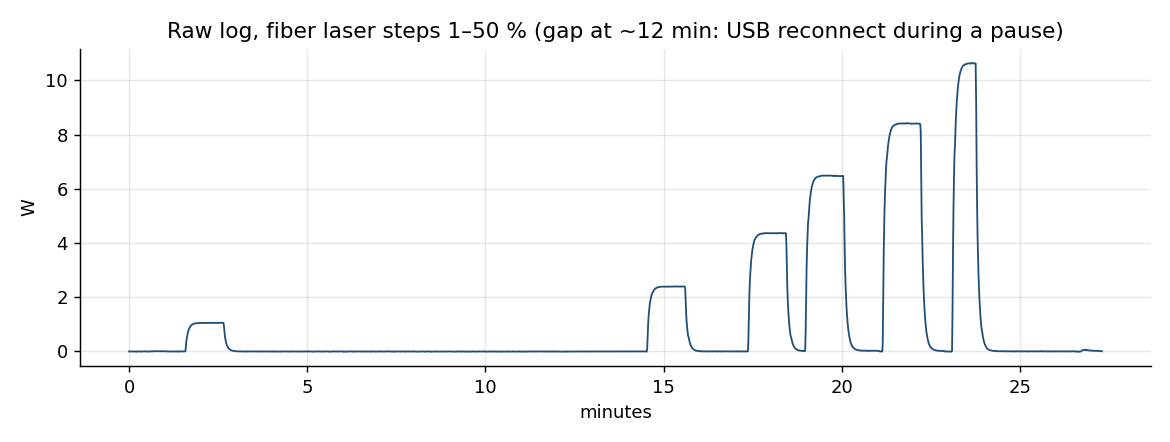 Raw log, fiber laser steps 1–50 % (gap at ~12 min: USB reconnect during a pause)
10
8
6
4
2
0
W
0 5 10 15 20 25
minutes